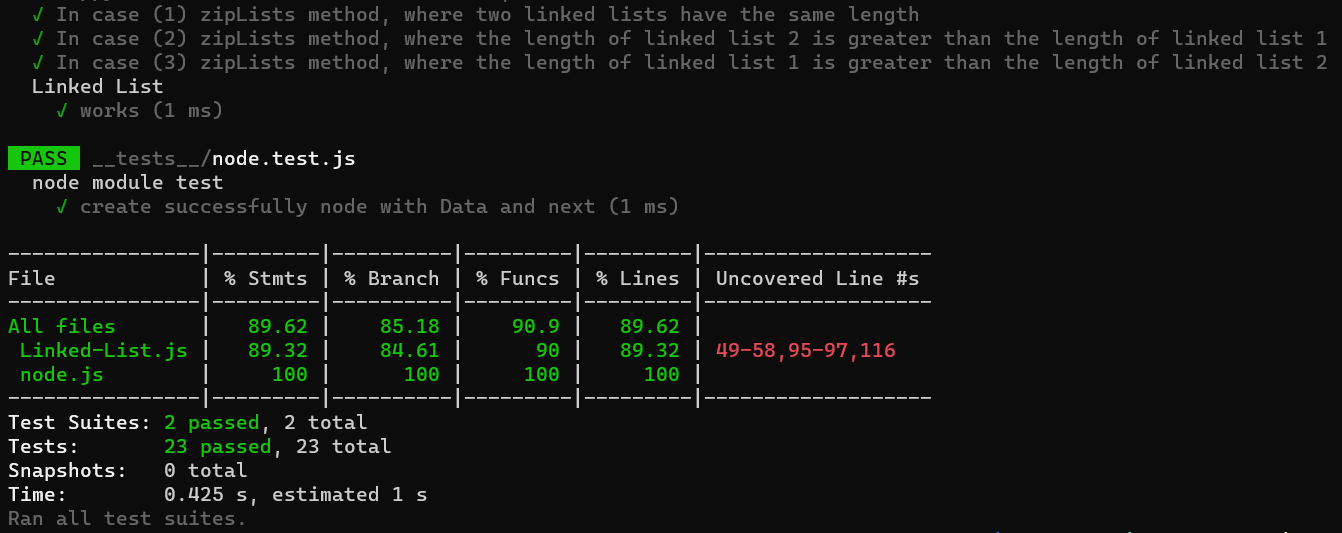 √ In case (1) zipLists method, where two linked lists have the same length
√ In case (2) zipLists method, where the length of linked list 2 is greater than the length of linked list 1
√ In case (3) zipLists method, where the length of linked list 1 is greater than the length of linked list 2
Linked List
√ works (1 ms)
PASS __tests__/node.test.js
node module test
√ create successfully node with Data and next (1 ms)
----------------|---------|----------|---------|---------|-------------------
File            | % Stmts | % Branch | % Funcs | % Lines | Uncovered Line #s
----------------|---------|----------|---------|---------|-------------------
All files       |   89.62 |    85.18 |    90.9 |   89.62 |
 Linked-List.js |   89.32 |    84.61 |      90 |   89.32 | 49-58,95-97,116
 node.js        |     100 |      100 |     100 |     100 |
----------------|---------|----------|---------|---------|-------------------
Test Suites: 2 passed, 2 total
Tests:       23 passed, 23 total
Snapshots:   0 total
Time:        0.425 s, estimated 1 s
Ran all test suites.